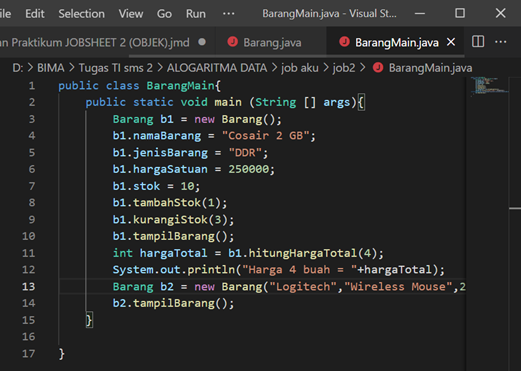 File Edit Selection View Go Run ··· BarangMain.java - Visual St...
an Praktikum JOBSHEET 2 (OBJEK).jmd ● J Barang.java J BarangMain.java ×
D: > BIMA > Tugas TI sms 2 > ALOGARITMA DATA > job aku > job2 > J BarangMain.java
1 public class BarangMain{
2 public static void main (String [] args){
3 Barang b1 = new Barang();
4 b1.namaBarang = "Cosair 2 GB";
5 b1.jenisBarang = "DDR";
6 b1.hargaSatuan = 250000;
7 b1.stok = 10;
8 b1.tambahStok(1);
9 b1.kurangiStok(3);
10 b1.tampilBarang();
11 int hargaTotal = b1.hitungHargaTotal(4);
12 System.out.println("Harga 4 buah = "+hargaTotal);
13 Barang b2 = new Barang("Logitech","Wireless Mouse",2
14 b2.tampilBarang();
15 }
16
17 }